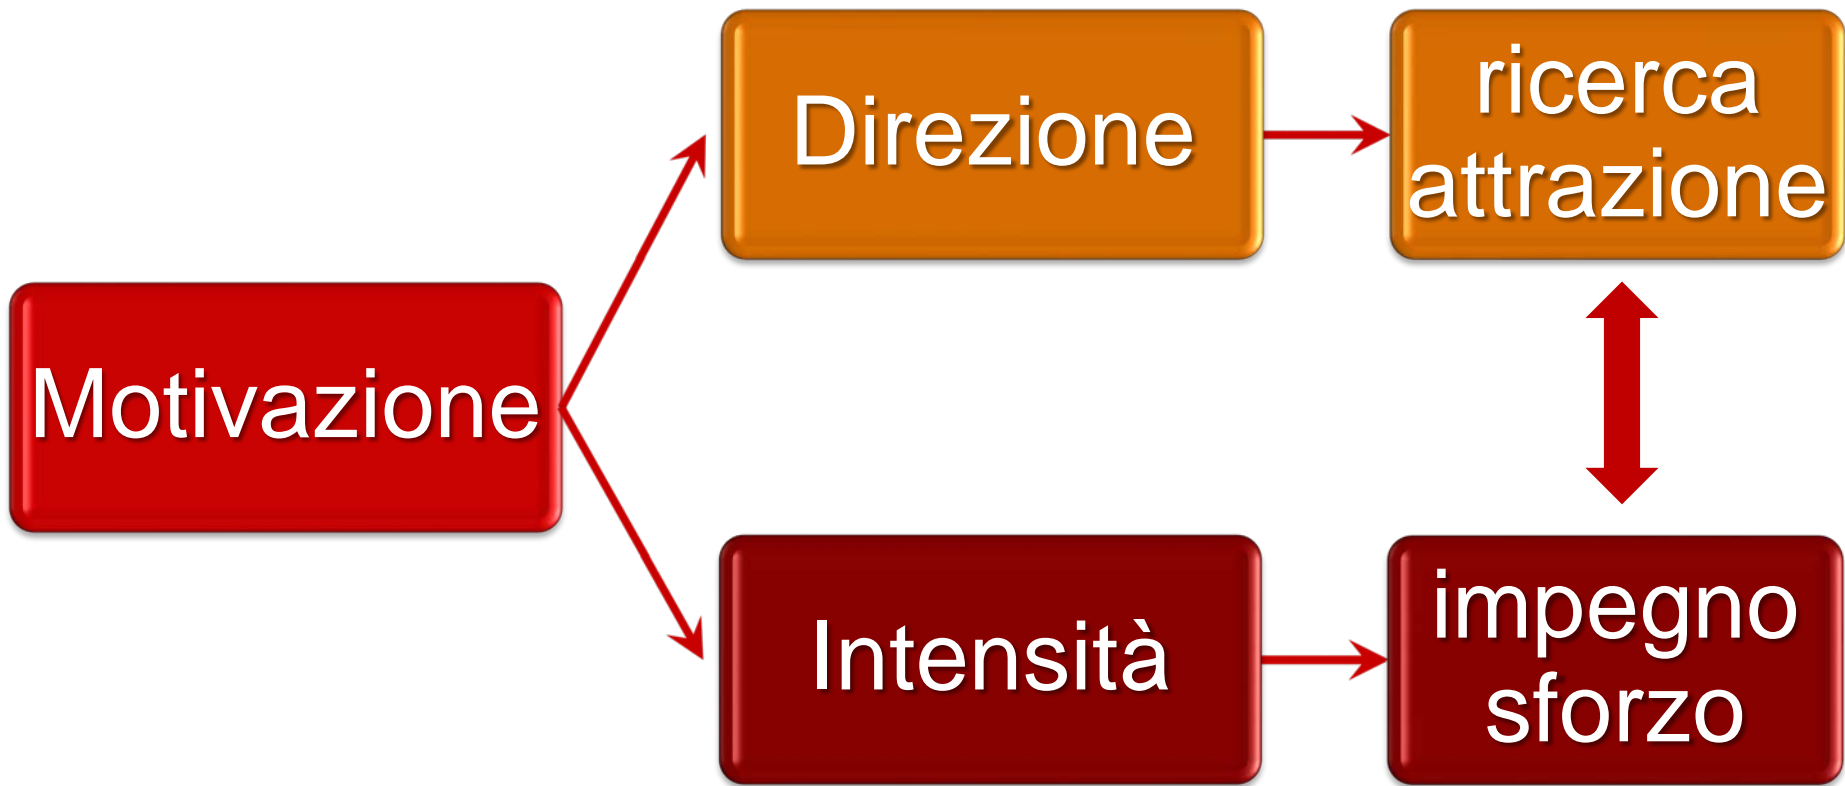 Motivazione
Direzione
ricerca
attrazione
Intensità
impegno
sforzo